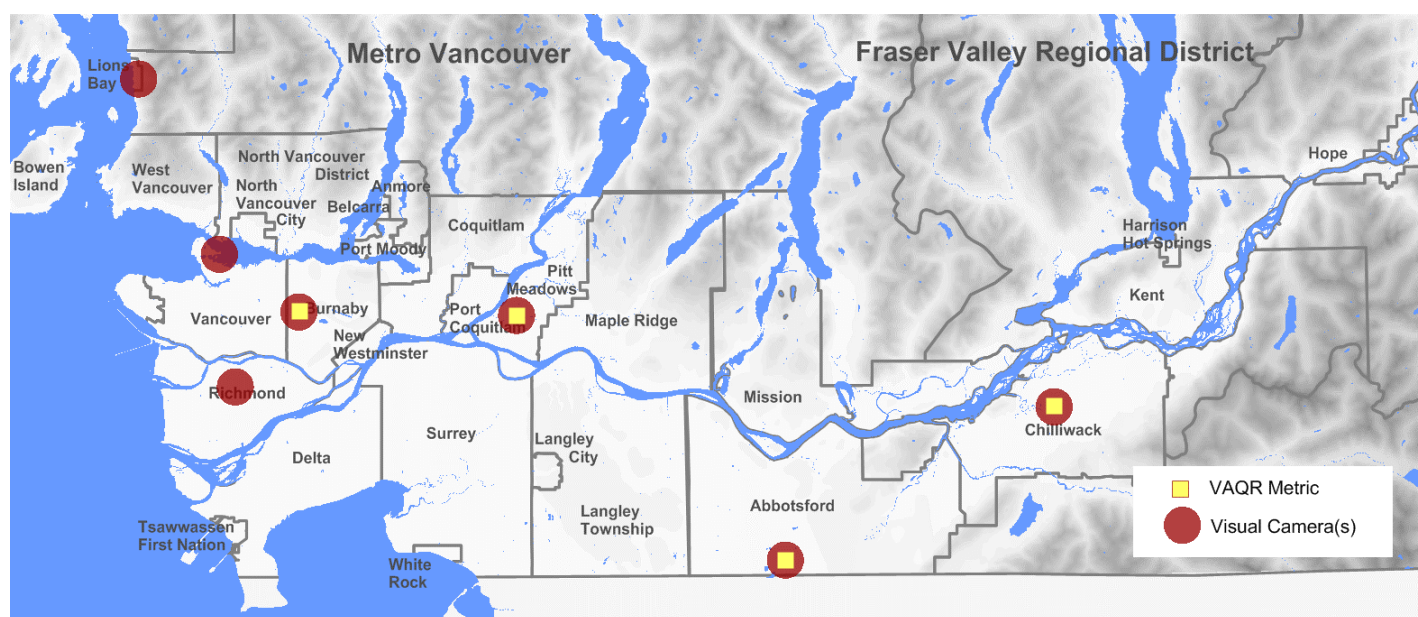 Metro Vancouver
Fraser Valley Regional District
Lions
Bay
Bowen
Island
West
Vancouver
North Vancouver
District
North
Vancouver
City
Anmore
Belcarra
Port Moody
Coquitlam
Pitt
Meadows
Port
Coquitlam
Burnaby
Vancouver
New
Westminster
Maple Ridge
Hope
Harrison
Hot Springs
Kent
Richmond
Mission
Chilliwack
Surrey
Langley
City
Delta
Langley
Township
Abbotsford
Tsawwassen
First Nation
White
Rock
VAQR Metric
Visual Camera(s)